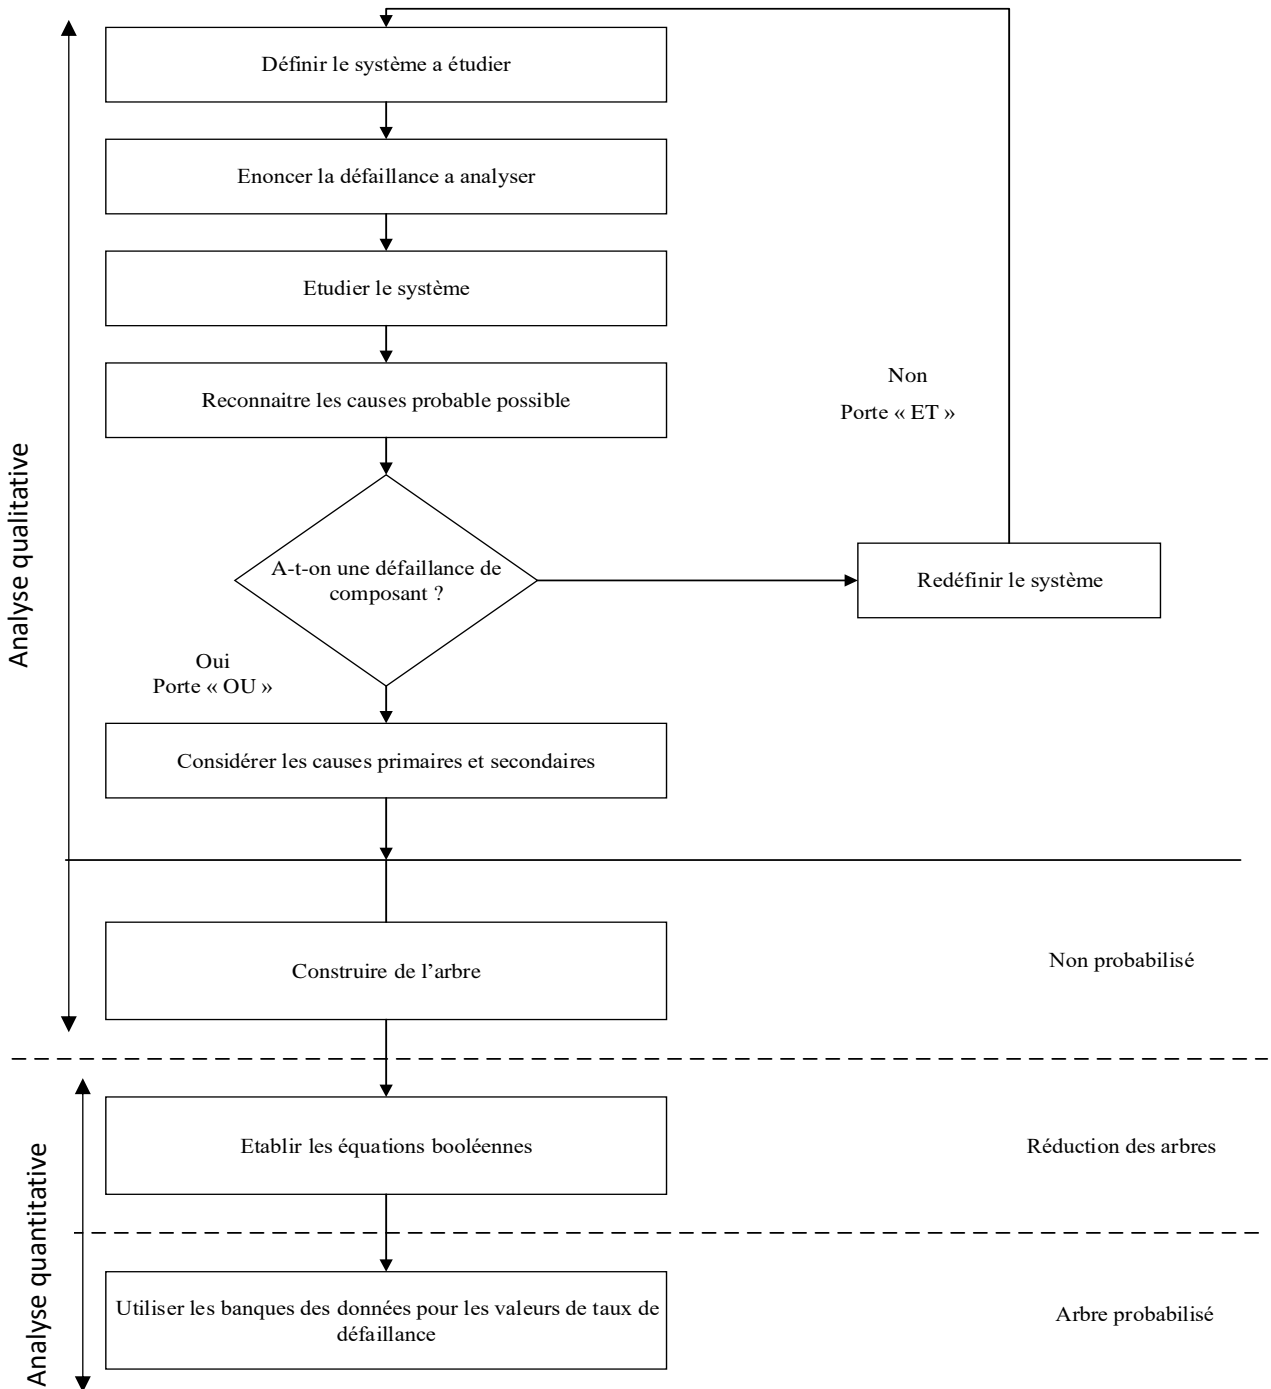 Définir le système a étudier
Enoncer la défaillance a analyser
Etudier le système
Reconnaitre les causes probable possible
Non
Porte « ET »
Analyse qualitative
A-t-on une défaillance de
composant ?
Redéfinir le système
Oui
Porte « OU »
Considérer les causes primaires et secondaires
Construire de l’arbre
Non probabilisé
Analyse quantitative
Etablir les équations booléennes
Réduction des arbres
Utiliser les banques des données pour les valeurs de taux de
défaillance
Arbre probabilisé